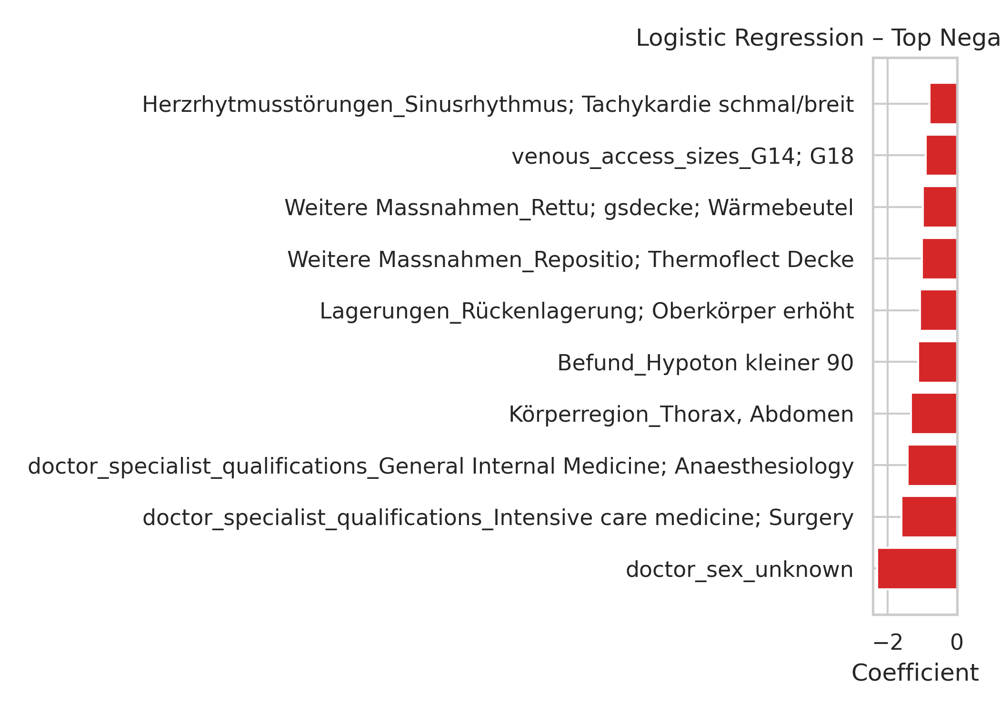 Logistic Regression – Top Nega
Herzrhytmusstörungen_Sinusrhythmus; Tachykardie schmal/breit
venous_access_sizes_G14; G18
Weitere Massnahmen_Rettu; gsdecke; Wärmebeutel
Weitere Massnahmen_Repositio; Thermoflect Decke
Lagerungen_Rückenlagerung; Oberkörper erhöht
Befund_Hypoton kleiner 90
Körperregion_Thorax, Abdomen
doctor_specialist_qualifications_General Internal Medicine; Anaesthesiology
doctor_specialist_qualifications_Intensive care medicine; Surgery
doctor_sex_unknown
−2 0
Coefficient